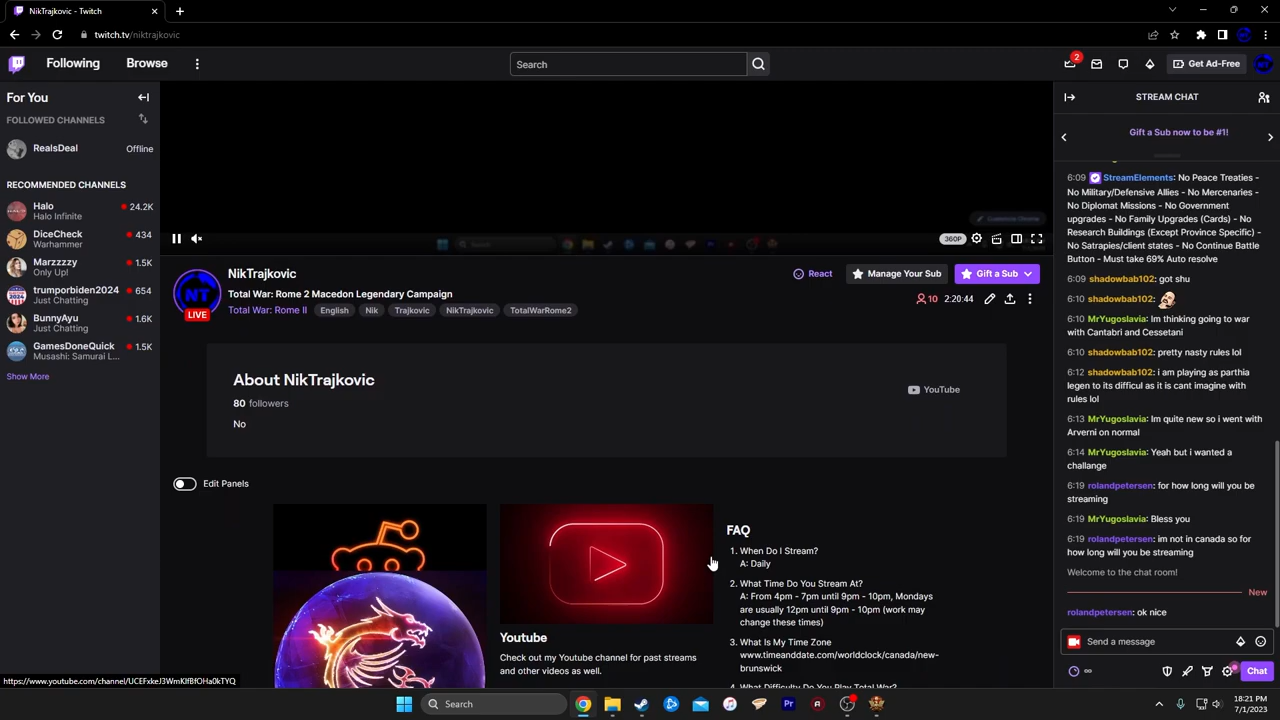 NikTrajkovic - Twitch
twitch.tv/niktrajkovic
Following
Browse
Search
2
Get Ad-Free
For You
FOLLOWED CHANNELS
RealsDeal
Offline
RECOMMENDED CHANNELS
Halo
24.2K
Halo Infinite
DiceCheck
434
Warhammer
Marzzzzy
1.5K
Only Up!
trumporbiden2024
654
Just Chatting
BunnyAyu
1.6K
Just Chatting
GamesDoneQuick
1.5K
Musashi: Samurai L...
Show More
360P
NT
LIVE
NikTrajkovic
Total War: Rome 2 Macedon Legendary Campaign
Total War: Rome II
English
Nik
Trajkovic
NikTrajkovic
TotalWarRome2
React
Manage Your Sub
Gift a Sub
10
2:20:44
About NikTrajkovic
80 followers
No
YouTube
Edit Panels
Youtube
Check out my Youtube channel for past streams
and other videos as well.
FAQ
1. When Do I Stream?
A: Daily
2. What Time Do You Stream At?
A: From 4pm - 7pm until 9pm - 10pm, Mondays
are usually 12pm until 9pm - 10pm (work may
change these times)
3. What Is My Time Zone
www.timeanddate.com/worldclock/canada/new-
brunswick
4. What Difficulty Do You Play Total War?
STREAM CHAT
Gift a Sub now to be #1!
6:09 StreamElements: No Peace Treaties -
No Military/Defensive Allies - No Mercenaries -
No Diplomat Missions - No Government
upgrades - No Family Upgrades (Cards) - No
Research Buildings (Except Province Specific) -
No Satrapies/client states - No Continue Battle
Button - Must take 69% Auto resolve
6:09 shadowbab102: got shu
6:10 shadowbab102:
6:10 MrYugoslavia: Im thinking going to war
with Cantabri and Cessetani
6:10 shadowbab102: pretty nasty rules lol
6:12 shadowbab102: i am playing as parthia
legen to its difficul as it is cant imagine with
rules lol
6:13 MrYugoslavia: Im quite new so i went with
Arverni on normal
6:14 MrYugoslavia: Yeah but i wanted a
challange
6:19 rolandpetersen: for how long will you be
streaming
6:19 MrYugoslavia: Bless you
6:19 rolandpetersen: im not in canada so for
how long will you be streaming
Welcome to the chat room!
New
rolandpetersen: ok nice
Send a message
Chat
Search
18:21 PM
7/1/2023